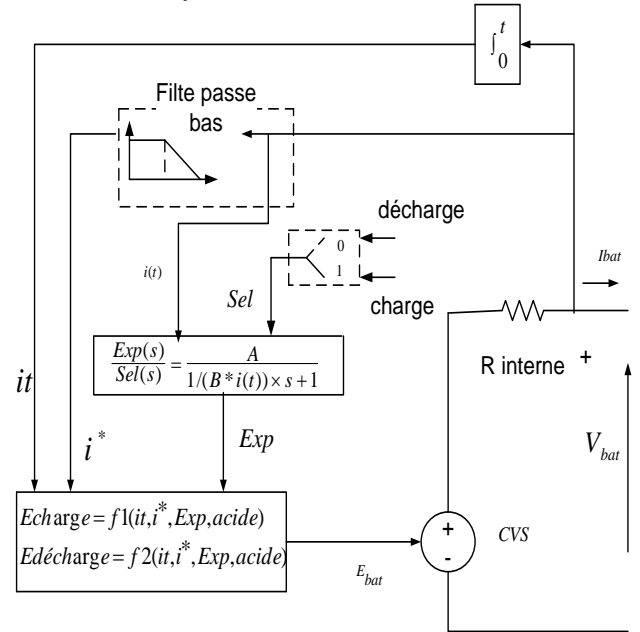 ∫₀ᵗ
Filte passe
bas
décharge
0
1
charge
i(t)
Sel
Ibat
Exp(s)/Sel(s) = A/(1/(B*i(t))×s+1)
R interne
+
it
i*
Exp
Vbat
Echarge=f1(it,i*,Exp,acide)
Edécharge=f2(it,i*,Exp,acide)
+
-
CVS
Ebat